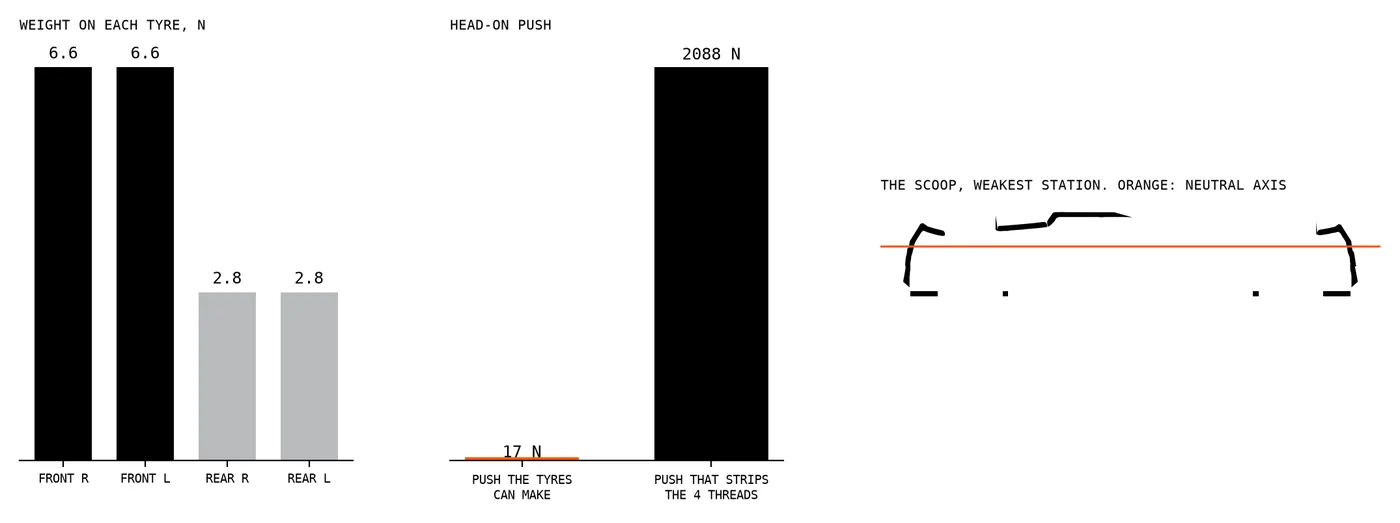 WEIGHT ON EACH TYRE, N
6.6 6.6
2.8 2.8
FRONT R FRONT L REAR R REAR L
HEAD-ON PUSH
2088 N
17 N
PUSH THE TYRES
CAN MAKE
PUSH THAT STRIPS
THE 4 THREADS
THE SCOOP, WEAKEST STATION. ORANGE: NEUTRAL AXIS